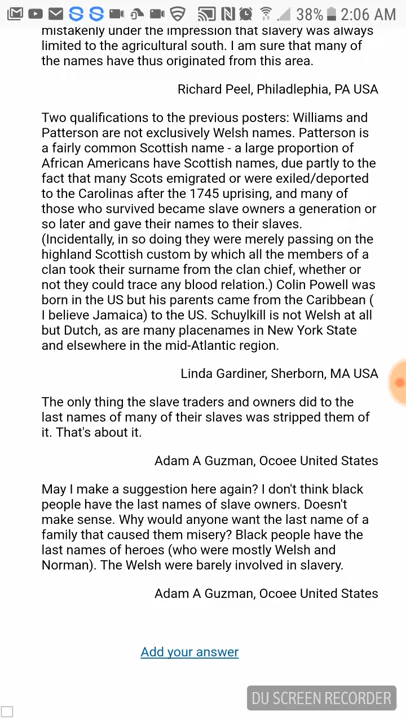 38% 2:06 AM
mistakenly under the impression that slavery was always
limited to the agricultural south. I am sure that many of
the names have thus originated from this area.
Richard Peel, Philadlephia, PA USA
Two qualifications to the previous posters: Williams and
Patterson are not exclusively Welsh names. Patterson is
a fairly common Scottish name - a large proportion of
African Americans have Scottish names, due partly to the
fact that many Scots emigrated or were exiled/deported
to the Carolinas after the 1745 uprising, and many of
those who survived became slave owners a generation or
so later and gave their names to their slaves.
(Incidentally, in so doing they were merely passing on the
highland Scottish custom by which all the members of a
clan took their surname from the clan chief, whether or
not they could trace any blood relation.) Colin Powell was
born in the US but his parents came from the Caribbean (
I believe Jamaica) to the US. Schuylkill is not Welsh at all
but Dutch, as are many placenames in New York State
and elsewhere in the mid-Atlantic region.
Linda Gardiner, Sherborn, MA USA
The only thing the slave traders and owners did to the
last names of many of their slaves was stripped them of
it. That's about it.
Adam A Guzman, Ocoee United States
May I make a suggestion here again? I don't think black
people have the last names of slave owners. Doesn't
make sense. Why would anyone want the last name of a
family that caused them misery? Black people have the
last names of heroes (who were mostly Welsh and
Norman). The Welsh were barely involved in slavery.
Adam A Guzman, Ocoee United States
Add your answer
DU SCREEN RECORDER